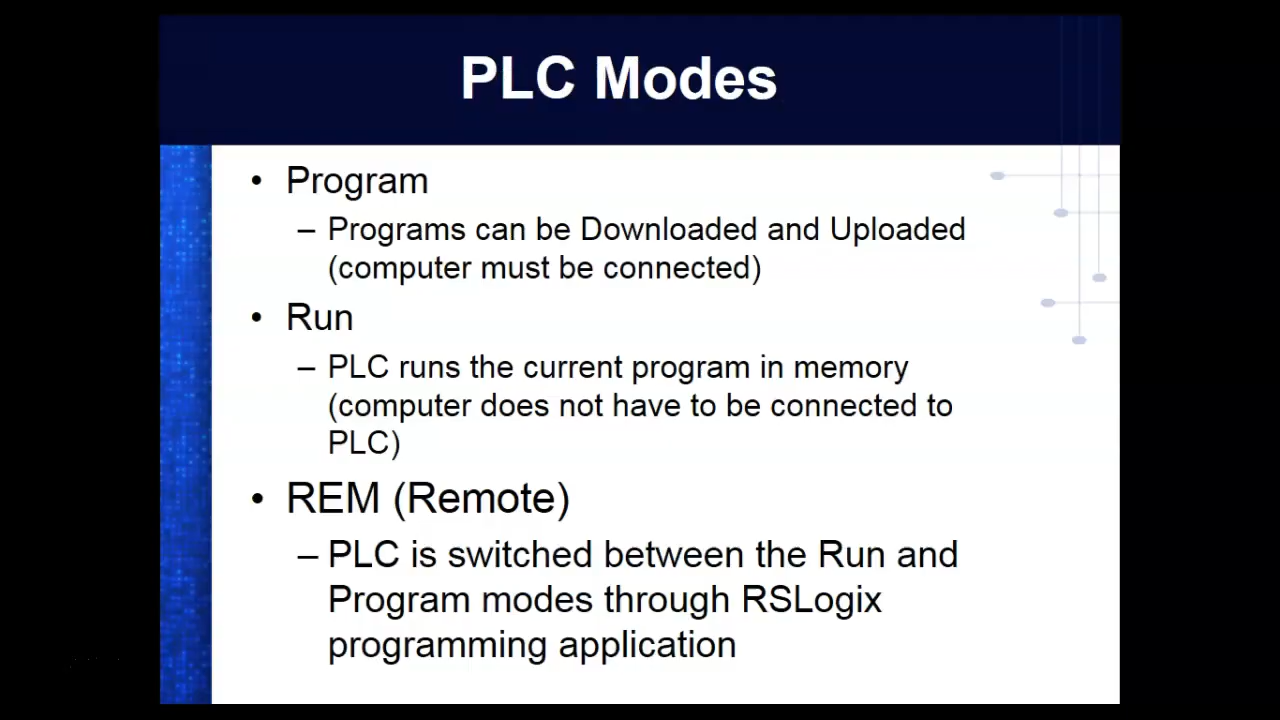 PLC Modes
• Program
– Programs can be Downloaded and Uploaded
(computer must be connected)
• Run
– PLC runs the current program in memory
(computer does not have to be connected to
PLC)
• REM (Remote)
– PLC is switched between the Run and
Program modes through RSLogix
programming application